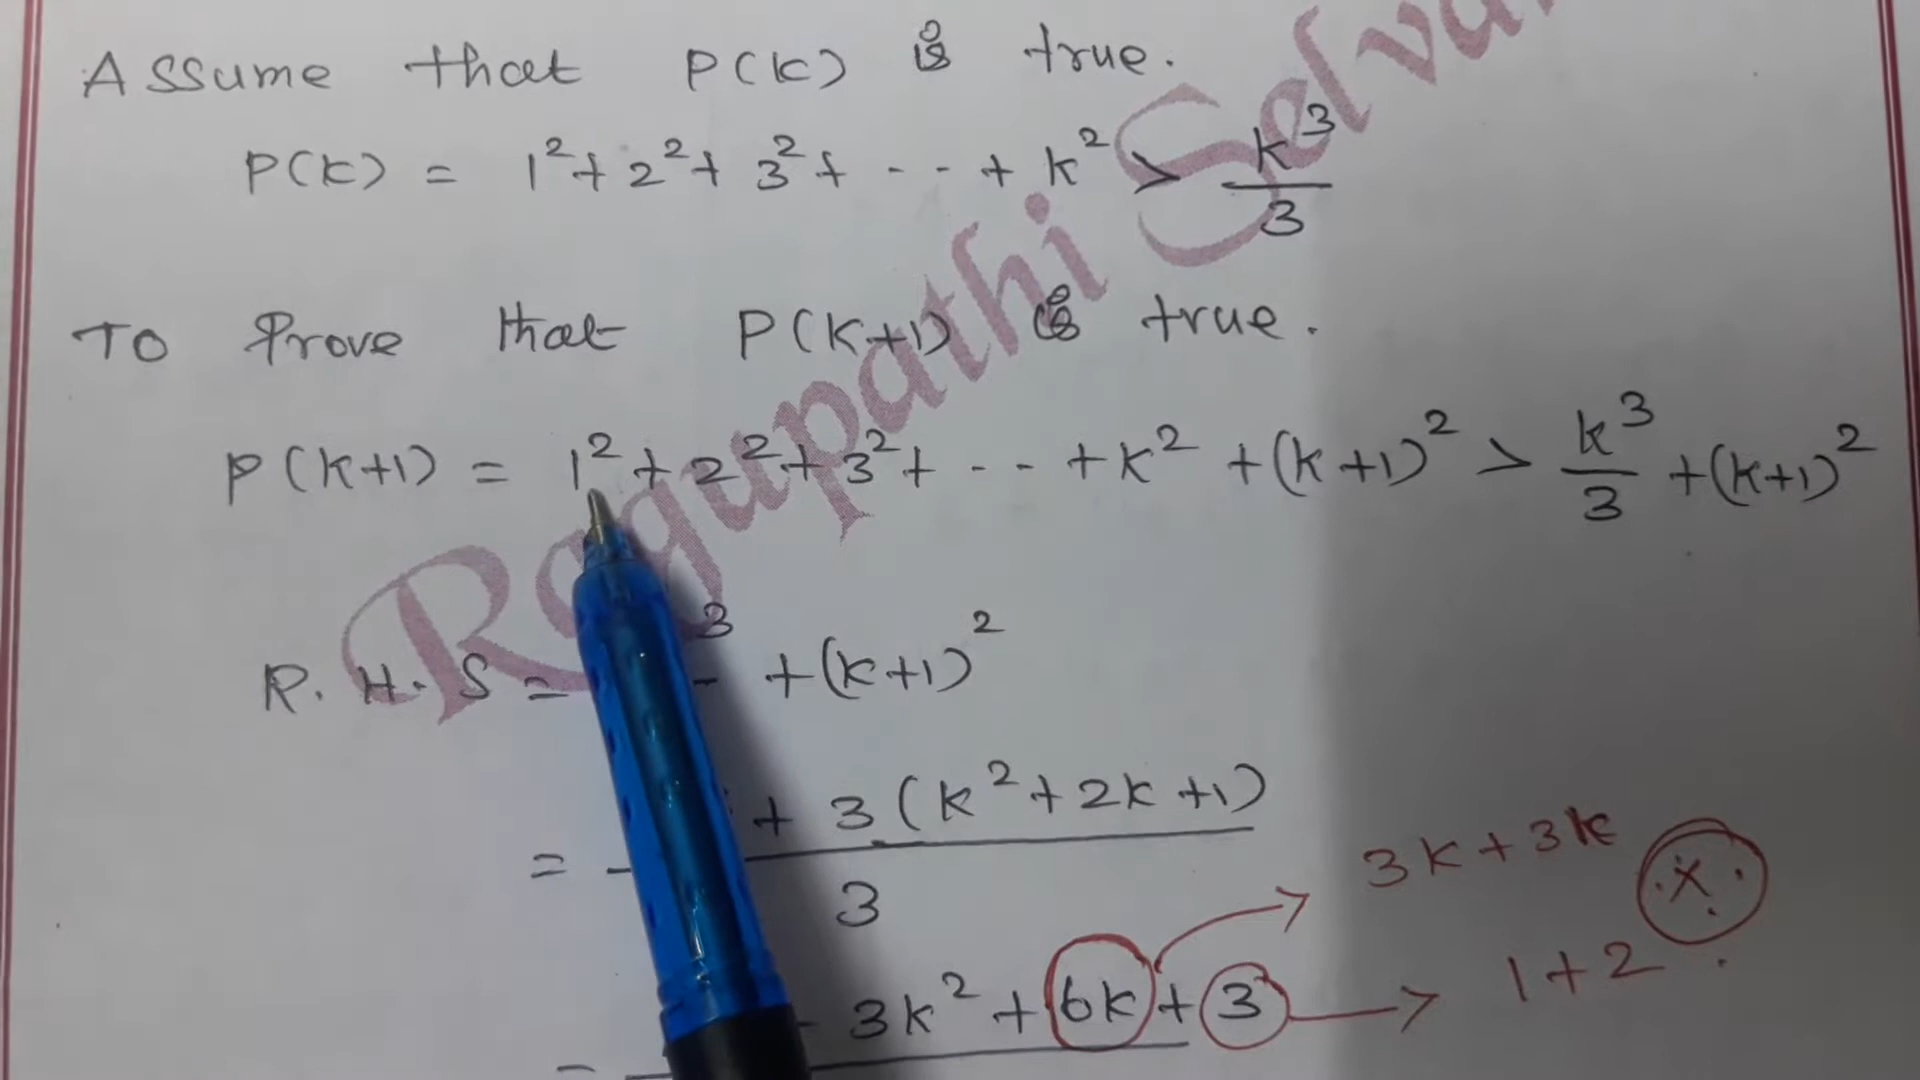 Assume that P(k) is true.
P(k) = 1² + 2² + 3² + - - + k² > k³/3
To Prove that P(k+1) is true.
P(k+1) = 1² + 2² + 3² + - - + k² + (k+1)² > k³/3 + (k+1)²
R.H.S = 3 + (k+1)²
= + 3(k² + 2k + 1)
3
3k + 3k
x
= 3k² + 6k + 3
1 + 2
Ragupathi Selva